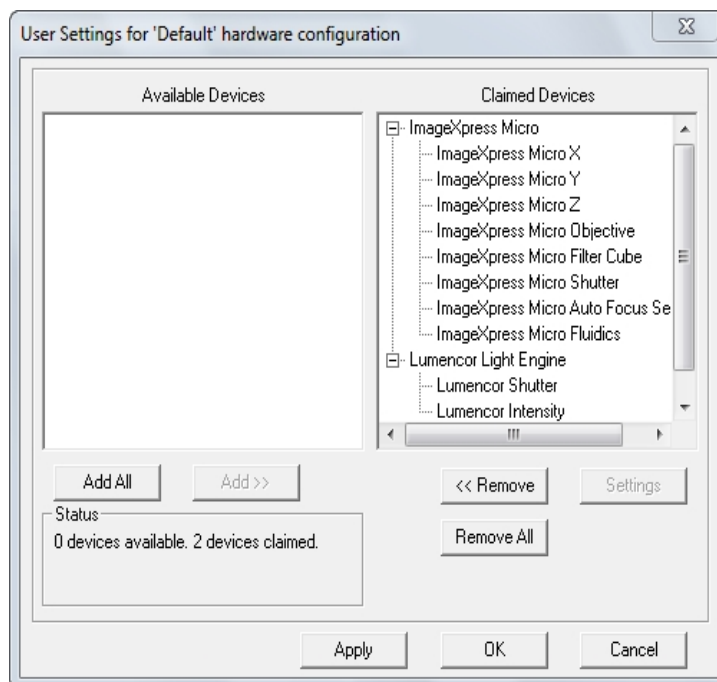 User Settings for 'Default' hardware configuration
Available Devices
Claimed Devices
ImageXpress Micro
ImageXpress Micro X
ImageXpress Micro Y
ImageXpress Micro Z
ImageXpress Micro Objective
ImageXpress Micro Filter Cube
ImageXpress Micro Shutter
ImageXpress Micro Auto Focus Se
ImageXpress Micro Fluidics
Lumencor Light Engine
Lumencor Shutter
Lumencor Intensity
Add All
Add >>
<< Remove
Settings
Status
0 devices available. 2 devices claimed.
Remove All
Apply
OK
Cancel